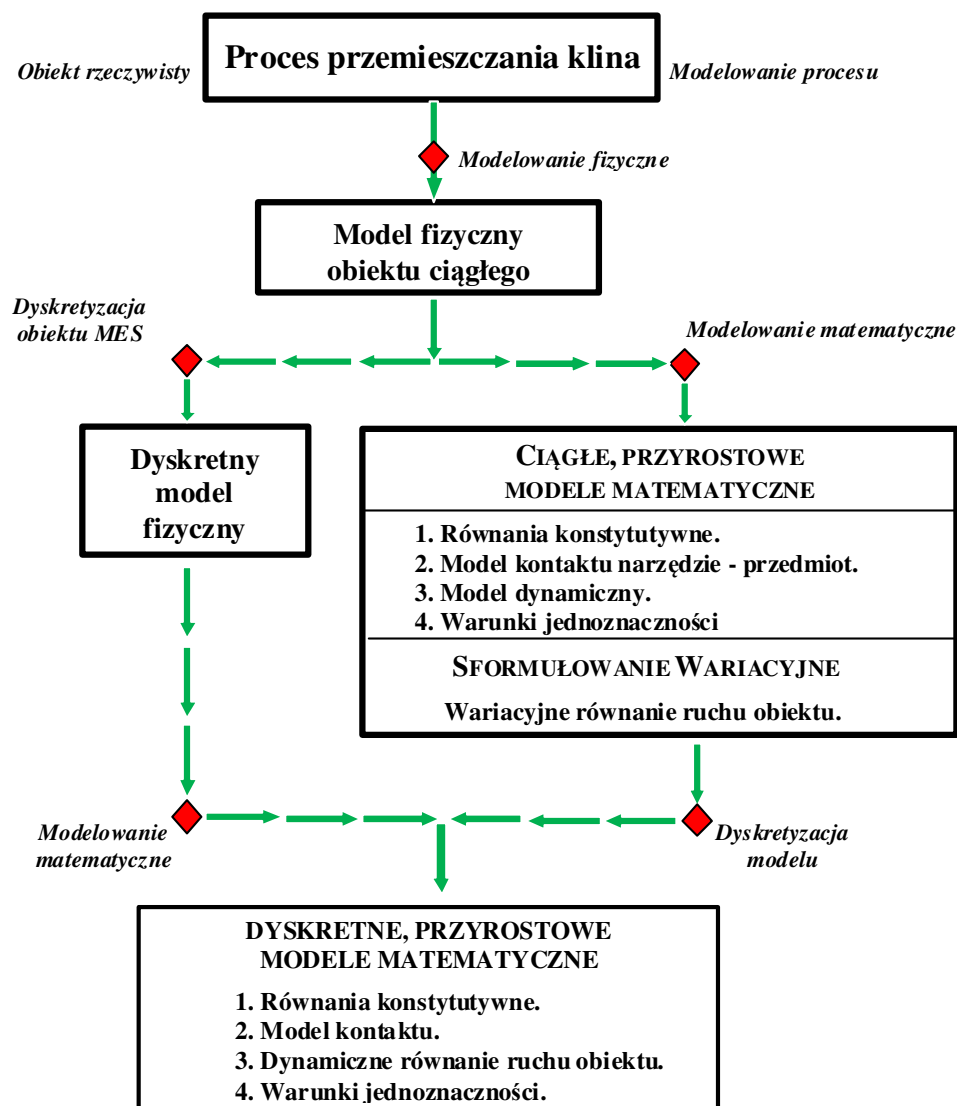 Proces przemieszczania klina
Obiekt rzeczywisty
Modelowanie procesu
Modelowanie fizyczne
Model fizyczny
obiektu ciągłego
Dyskretyzacja
obiektu MES
Modelowanie matematyczne
Dyskretny
model
fizyczny
CIĄGŁE, PRZYROSTOWE
MODELE MATEMATYCZNE
1. Równania konstytutywne.
2. Model kontaktu narzędzie - przedmiot.
3. Model dynamiczny.
4. Warunki jednoznaczności
SFORMUŁOWANIE WARIACYJNE
Wariacyjne równanie ruchu obiektu.
Modelowanie
matematyczne
Dyskretyzacja
modelu
DYSKRETNE, PRZYROSTOWE
MODELE MATEMATYCZNE
1. Równania konstytutywne.
2. Model kontaktu.
3. Dynamiczne równanie ruchu obiektu.
4. Warunki jednoznaczności.